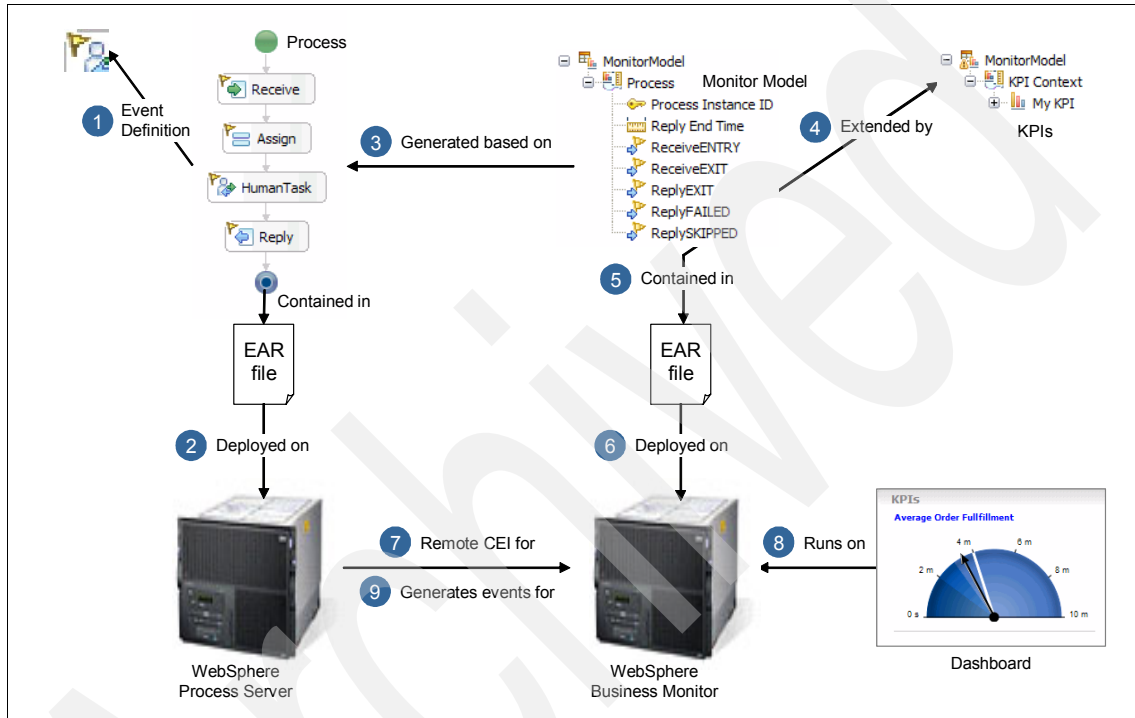 Process
Receive
Assign
HumanTask
Reply
1 Event
Definition
Contained in
EAR
file
2 Deployed on
WebSphere
Process Server
3 Generated based on
MonitorModel
Process
Monitor Model
Process Instance ID
Reply End Time
ReceiveENTRY
ReceiveEXIT
ReplyEXIT
ReplyFAILED
ReplySKIPPED
4 Extended by
MonitorModel
KPI Context
My KPI
KPIs
5 Contained in
EAR
file
6 Deployed on
7 Remote CEI for
9 Generates events for
WebSphere
Business Monitor
8 Runs on
KPIs
Average Order Fullfillment
0 s
2 m
4 m
6 m
8 m
10 m
Dashboard
Archived